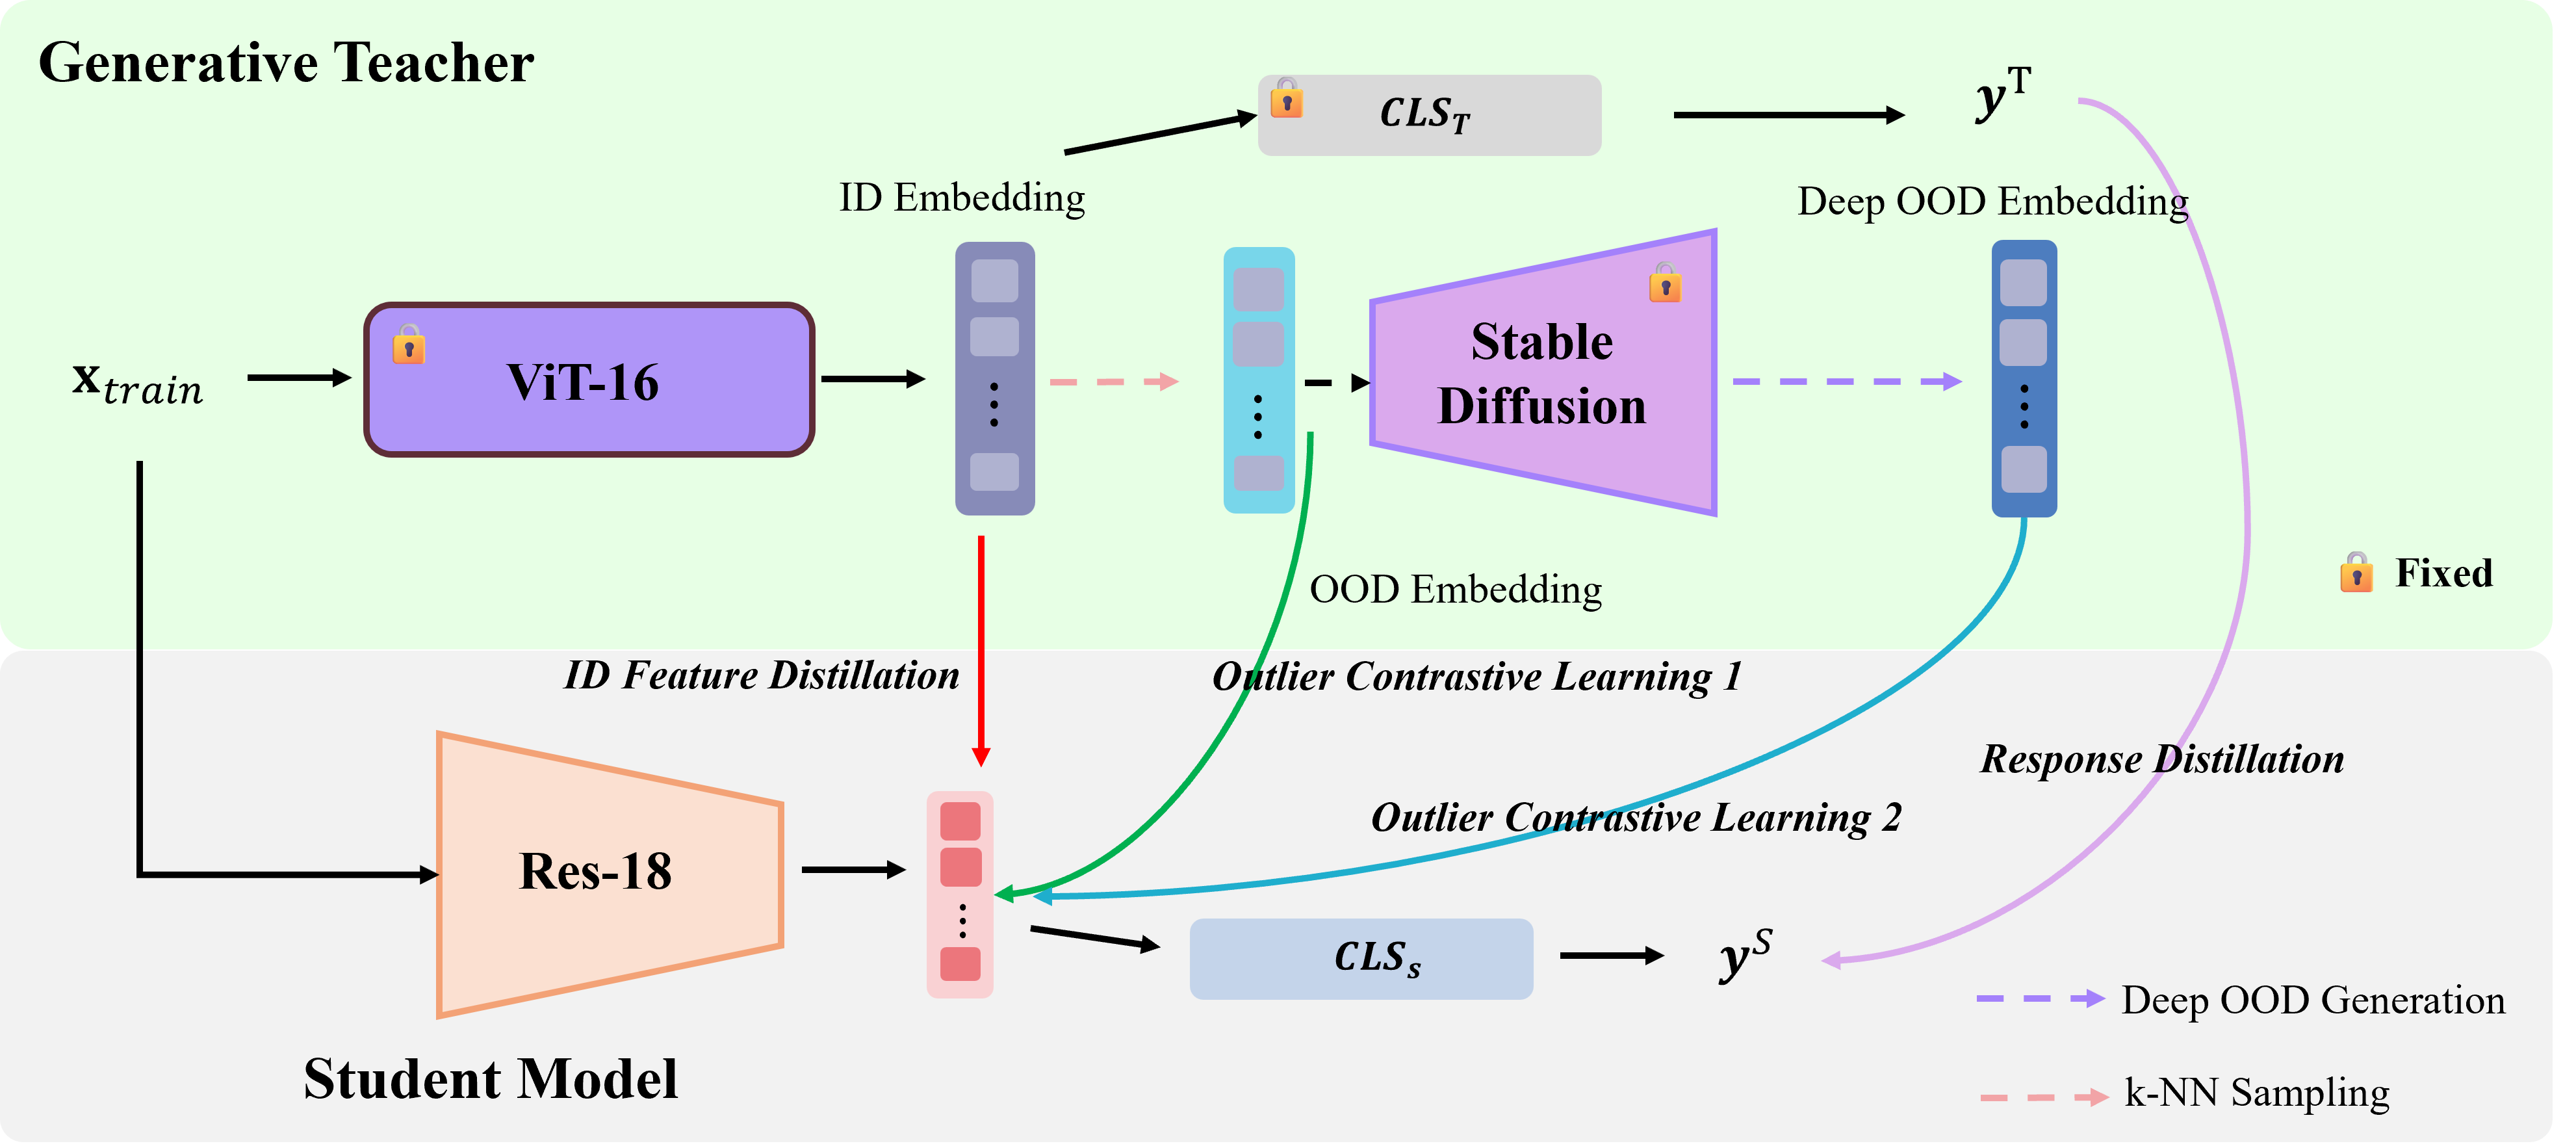 Generative Teacher
CLS_T
y^T
ID Embedding
Deep OOD Embedding
x_train
ViT-16
Stable
Diffusion
OOD Embedding
Fixed
ID Feature Distillation
Outlier Contrastive Learning 1
Response Distillation
Outlier Contrastive Learning 2
Res-18
CLS_s
y^S
Deep OOD Generation
Student Model
k-NN Sampling